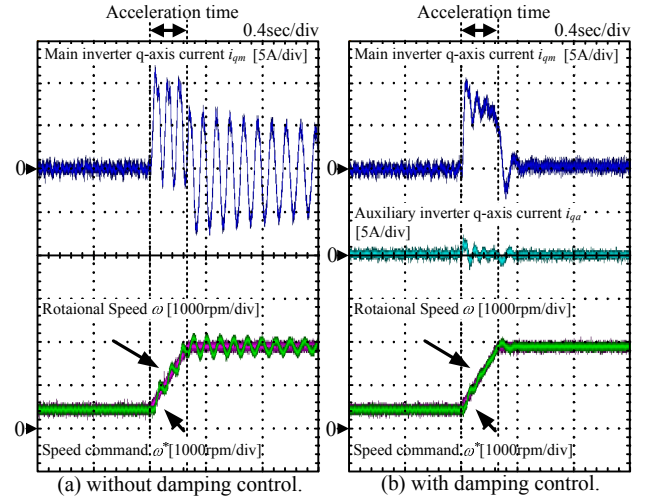 Acceleration time
0.4sec/div
Main inverter q-axis current iqm [5A/div]
0
0
Rotaional Speed ω [1000rpm/div]
0
Speed command ω* [1000rpm/div]
(a) without damping control.
Acceleration time
0.4sec/div
Main inverter q-axis current iqm [5A/div]
0
Auxiliary inverter q-axis current iqa
[5A/div]
0
Rotaional Speed ω [1000rpm/div]
0
Speed command ω* [1000rpm/div]
(b) with damping control.